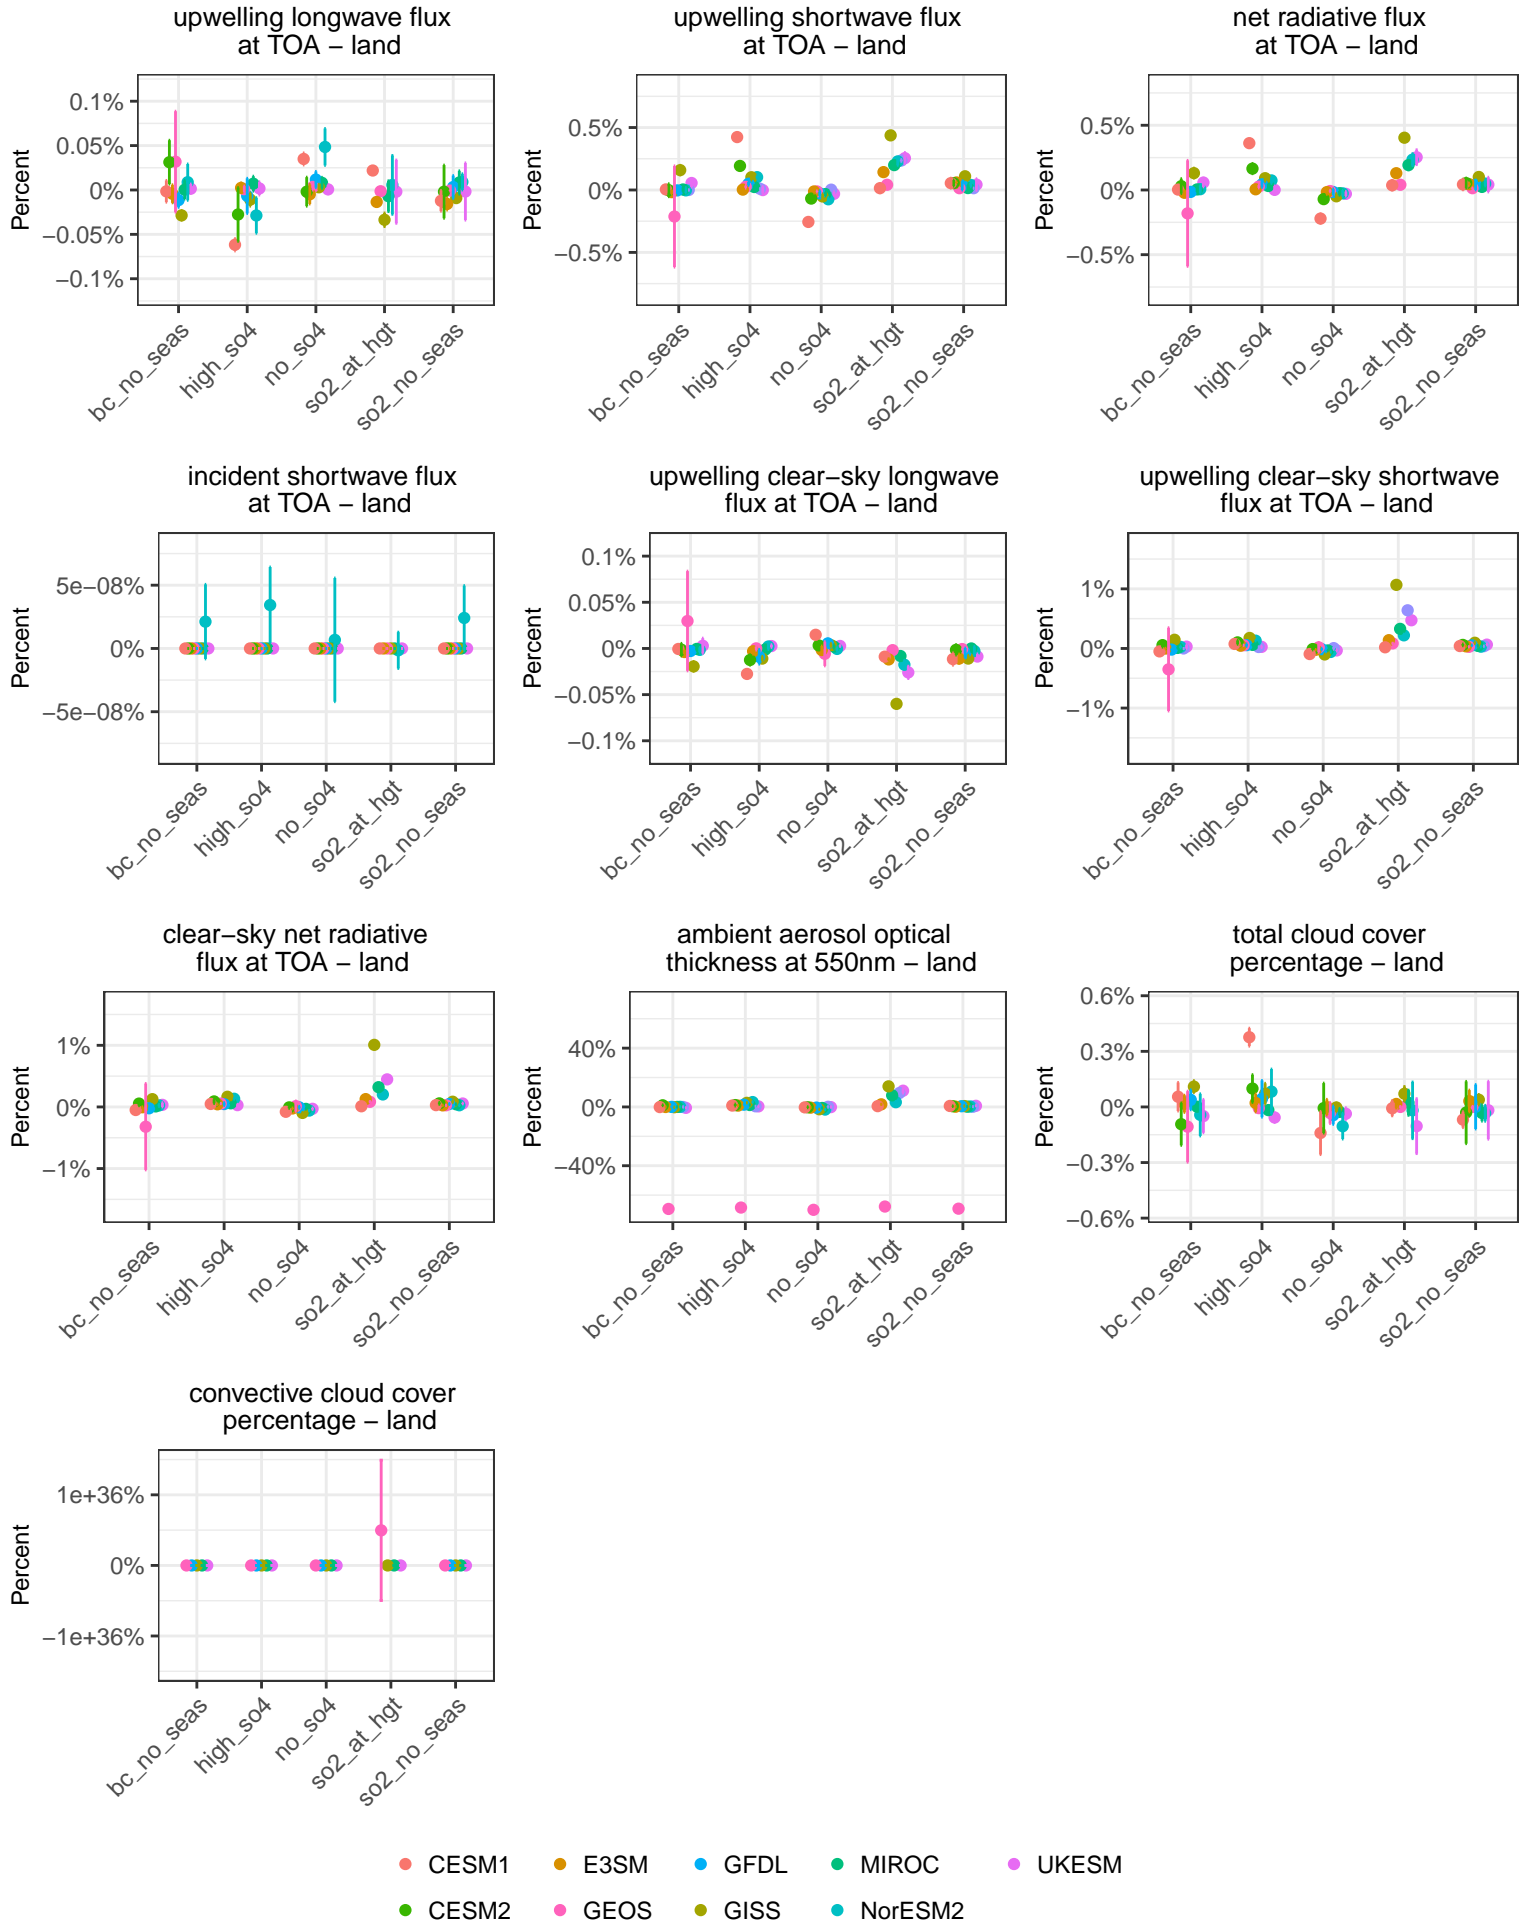 upwelling longwave flux
at TOA – land
Percent
0.1%
0.05%
0%
−0.05%
−0.1%
bc_no_seas
high_so4
no_so4
so2_at_hgt
so2_no_seas
upwelling shortwave flux
at TOA – land
Percent
0.5%
0%
−0.5%
bc_no_seas
high_so4
no_so4
so2_at_hgt
so2_no_seas
net radiative flux
at TOA – land
Percent
0.5%
0%
−0.5%
bc_no_seas
high_so4
no_so4
so2_at_hgt
so2_no_seas
incident shortwave flux
at TOA – land
Percent
5e−08%
0%
−5e−08%
bc_no_seas
high_so4
no_so4
so2_at_hgt
so2_no_seas
upwelling clear−sky longwave
flux at TOA – land
Percent
0.1%
0.05%
0%
−0.05%
−0.1%
bc_no_seas
high_so4
no_so4
so2_at_hgt
so2_no_seas
upwelling clear−sky shortwave
flux at TOA – land
Percent
1%
0%
−1%
bc_no_seas
high_so4
no_so4
so2_at_hgt
so2_no_seas
clear−sky net radiative
flux at TOA – land
Percent
1%
0%
−1%
bc_no_seas
high_so4
no_so4
so2_at_hgt
so2_no_seas
ambient aerosol optical
thickness at 550nm – land
Percent
40%
0%
−40%
bc_no_seas
high_so4
no_so4
so2_at_hgt
so2_no_seas
total cloud cover
percentage – land
Percent
0.6%
0.3%
0%
−0.3%
−0.6%
bc_no_seas
high_so4
no_so4
so2_at_hgt
so2_no_seas
convective cloud cover
percentage – land
Percent
1e+36%
0%
−1e+36%
bc_no_seas
high_so4
no_so4
so2_at_hgt
so2_no_seas
CESM1 E3SM GFDL MIROC UKESM
CESM2 GEOS GISS NorESM2